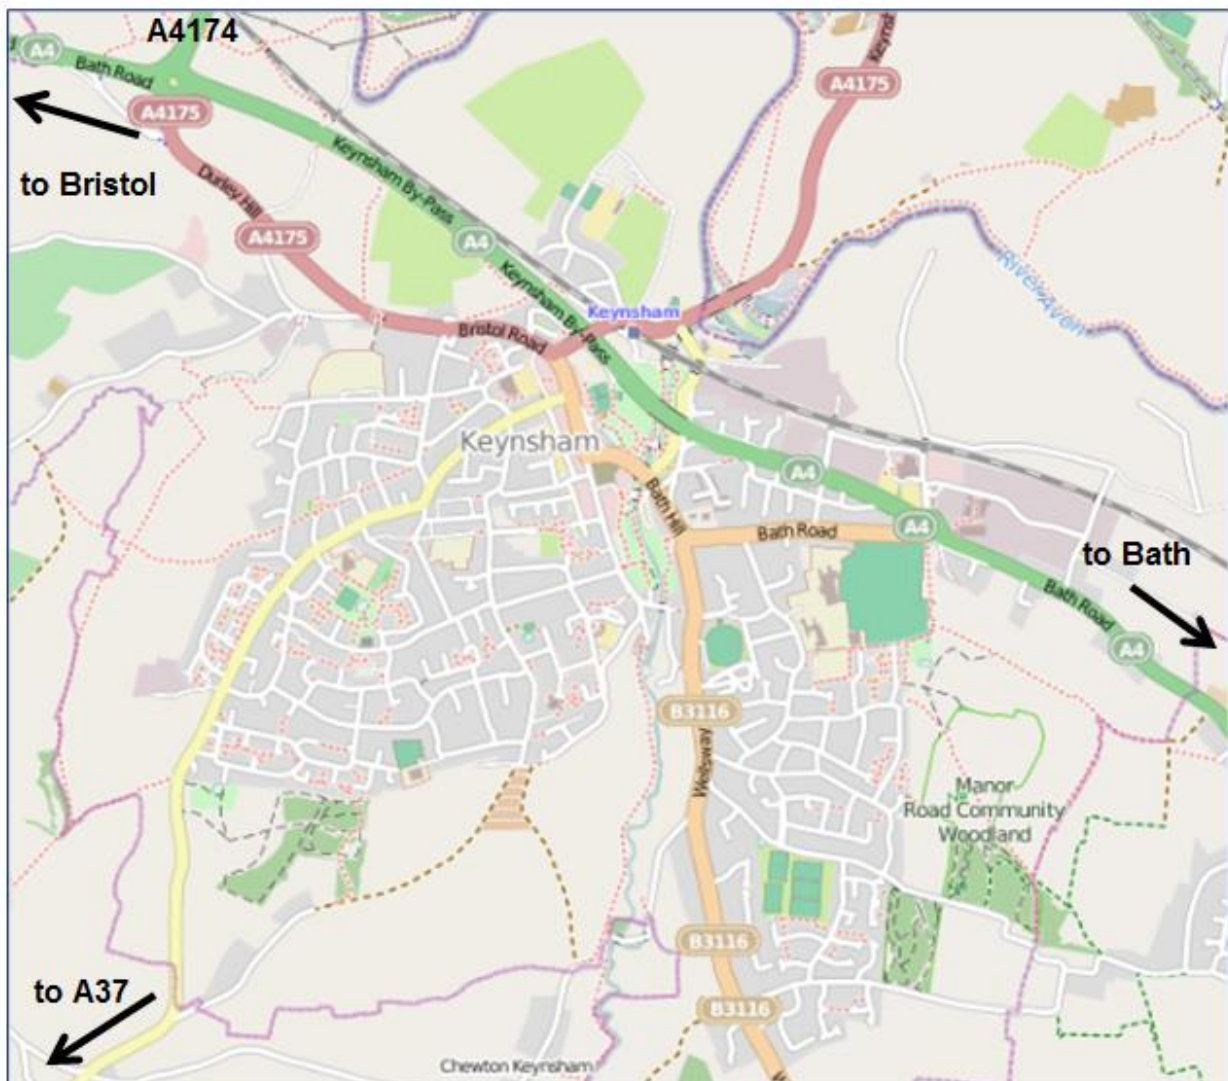 A4174
A4
Bath Road
A4175
A4175
Keynsh
to Bristol
Durley Hill
Keynsham By-Pass
A4175
A4
Keynsham By-Pass
River Avon
Keynsham
Bristol Road
Keynsham
A4
Bath Hill
Bath Road
A4
to Bath
Bath Road
A4
B3116
Wellsway
Manor
Road Community
Woodland
B3116
to A37
B3116
Chewton Keynsham
W